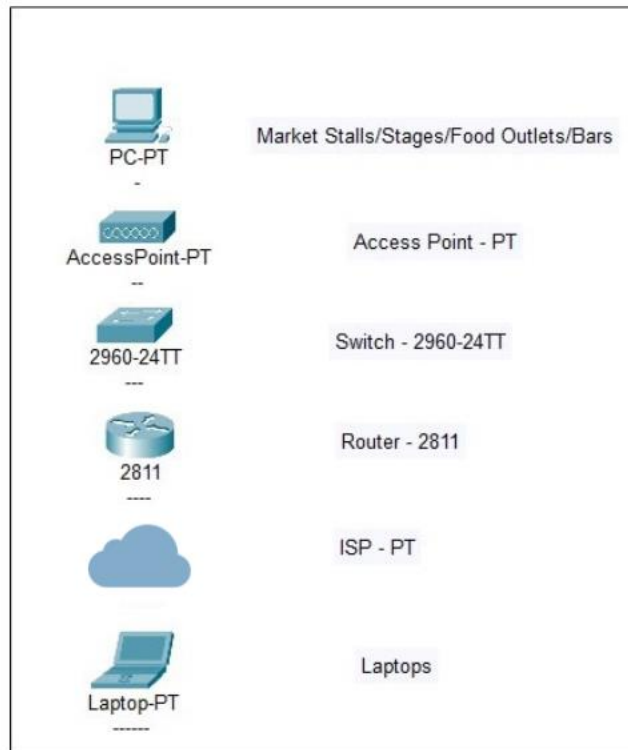 PC-PT
-
Market Stalls/Stages/Food Outlets/Bars
AccessPoint-PT
--
Access Point - PT
2960-24TT
---
Switch - 2960-24TT
2811
----
Router - 2811
ISP - PT
Laptop-PT
------
Laptops